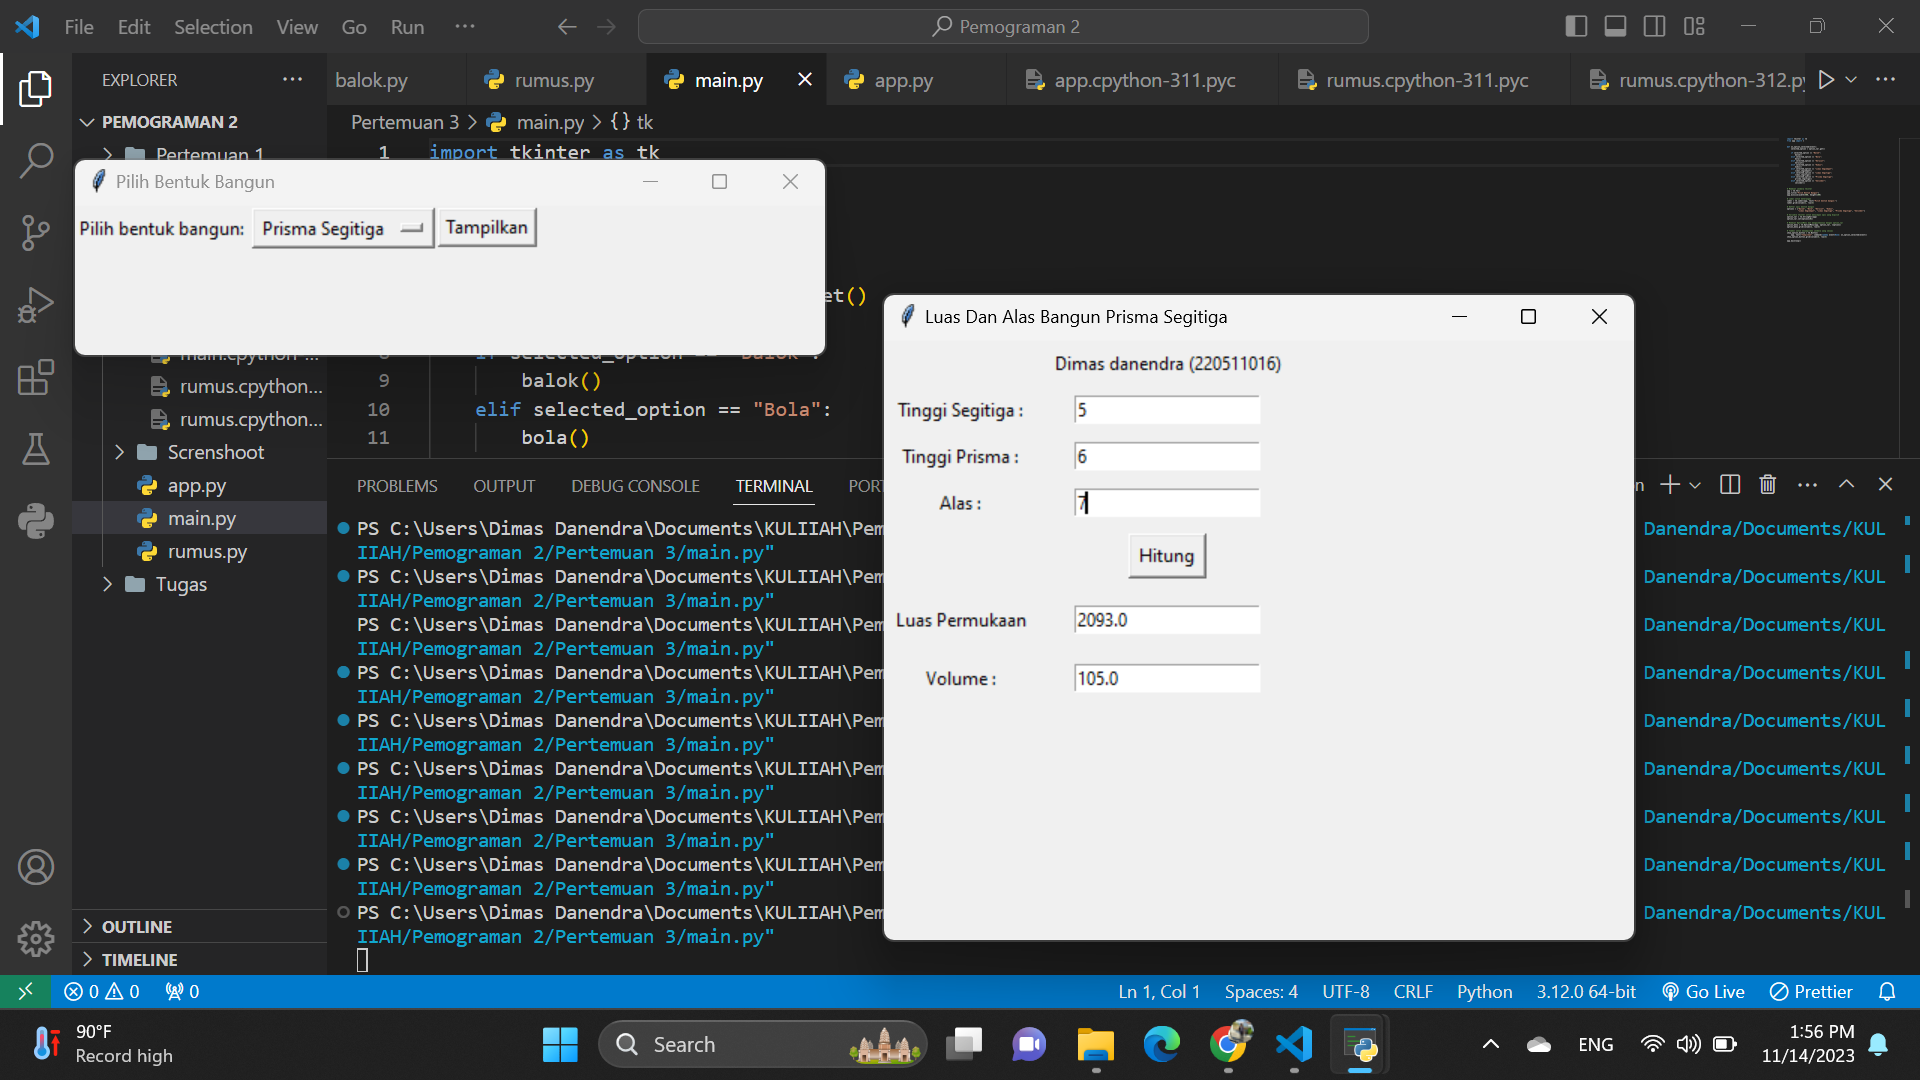 File Edit Selection View Go Run ··· Pemograman 2
EXPLORER
balok.py rumus.py main.py app.py app.cpython-311.pyc rumus.cpython-311.pyc rumus.cpython-312.py
PEMOGRAMAN 2
Pertemuan 3 > main.py > {} tk
Pertemuan 1
1 import tkinter as tk
Pilih Bentuk Bangun
Pilih bentuk bangun: Prisma Segitiga Tampilkan
et()
9 balok()
10 elif selected_option == "Bola":
11 bola()
main.cpython-...
rumus.cpython...
rumus.cpython...
Screnshoot
app.py
main.py
rumus.py
Tugas
OUTLINE
TIMELINE
Luas Dan Alas Bangun Prisma Segitiga
Dimas danendra (220511016)
Tinggi Segitiga : 5
Tinggi Prisma : 6
Alas : 7
Hitung
Luas Permukaan 2093.0
Volume : 105.0
PROBLEMS OUTPUT DEBUG CONSOLE TERMINAL PORT
PS C:\Users\Dimas Danendra\Documents\KULIIAH\Pem Danendra/Documents/KUL
IIAH/Pemograman 2/Pertemuan 3/main.py"
PS C:\Users\Dimas Danendra\Documents\KULIIAH\Pem Danendra/Documents/KUL
IIAH/Pemograman 2/Pertemuan 3/main.py"
PS C:\Users\Dimas Danendra\Documents\KULIIAH\Pem Danendra/Documents/KUL
IIAH/Pemograman 2/Pertemuan 3/main.py"
PS C:\Users\Dimas Danendra\Documents\KULIIAH\Pem Danendra/Documents/KUL
IIAH/Pemograman 2/Pertemuan 3/main.py"
PS C:\Users\Dimas Danendra\Documents\KULIIAH\Pem Danendra/Documents/KUL
IIAH/Pemograman 2/Pertemuan 3/main.py"
PS C:\Users\Dimas Danendra\Documents\KULIIAH\Pem Danendra/Documents/KUL
IIAH/Pemograman 2/Pertemuan 3/main.py"
PS C:\Users\Dimas Danendra\Documents\KULIIAH\Pem Danendra/Documents/KUL
IIAH/Pemograman 2/Pertemuan 3/main.py"
PS C:\Users\Dimas Danendra\Documents\KULIIAH\Pem Danendra/Documents/KUL
IIAH/Pemograman 2/Pertemuan 3/main.py"
PS C:\Users\Dimas Danendra\Documents\KULIIAH\Pem Danendra/Documents/KUL
IIAH/Pemograman 2/Pertemuan 3/main.py"
0 0 0 Ln 1, Col 1 Spaces: 4 UTF-8 CRLF Python 3.12.0 64-bit Go Live Prettier
90°F
Record high
Search
ENG
1:56 PM
11/14/2023